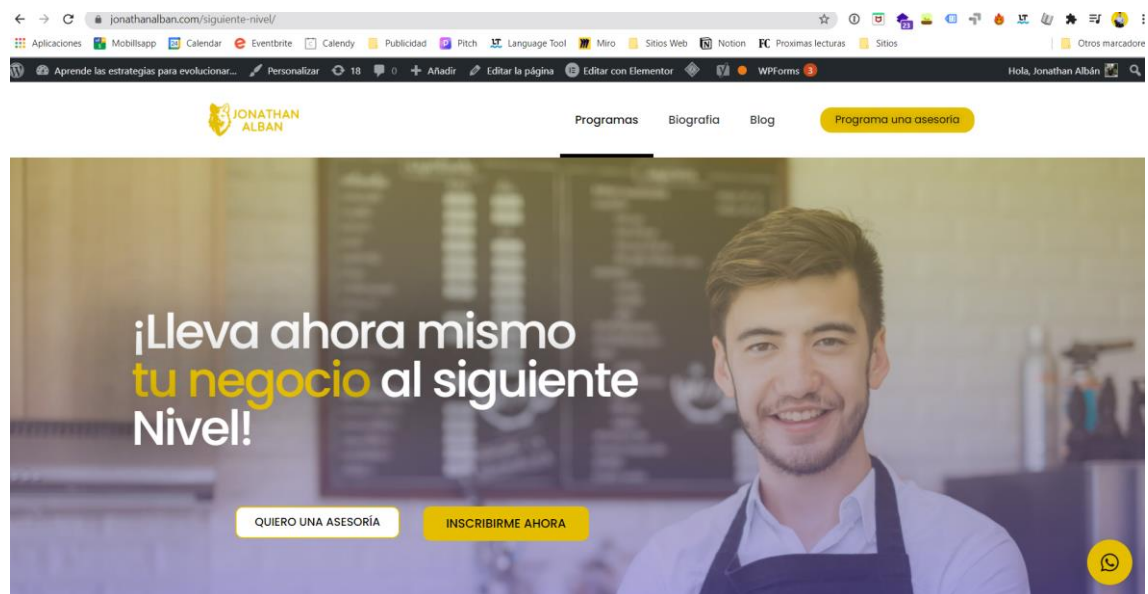 jonathanalban.com/siguiente-nivel/
23
Aplicaciones Mobillsapp Calendar Eventbrite Calendy Publicidad Pitch Language Tool Miro Sitios Web Notion FC Proximas lecturas Sitios Otros marcadore
Aprende las estrategias para evolucionar... Personalizar 18 0 Añadir Editar la página Editar con Elementor WPForms 3 Hola, Jonathan Albán
JONATHAN
ALBAN
Programas Biografia Blog Programa una asesoria
¡Lleva ahora mismo
tu negocio al siguiente
Nivel!
QUIERO UNA ASESORÍA INSCRIBIRME AHORA